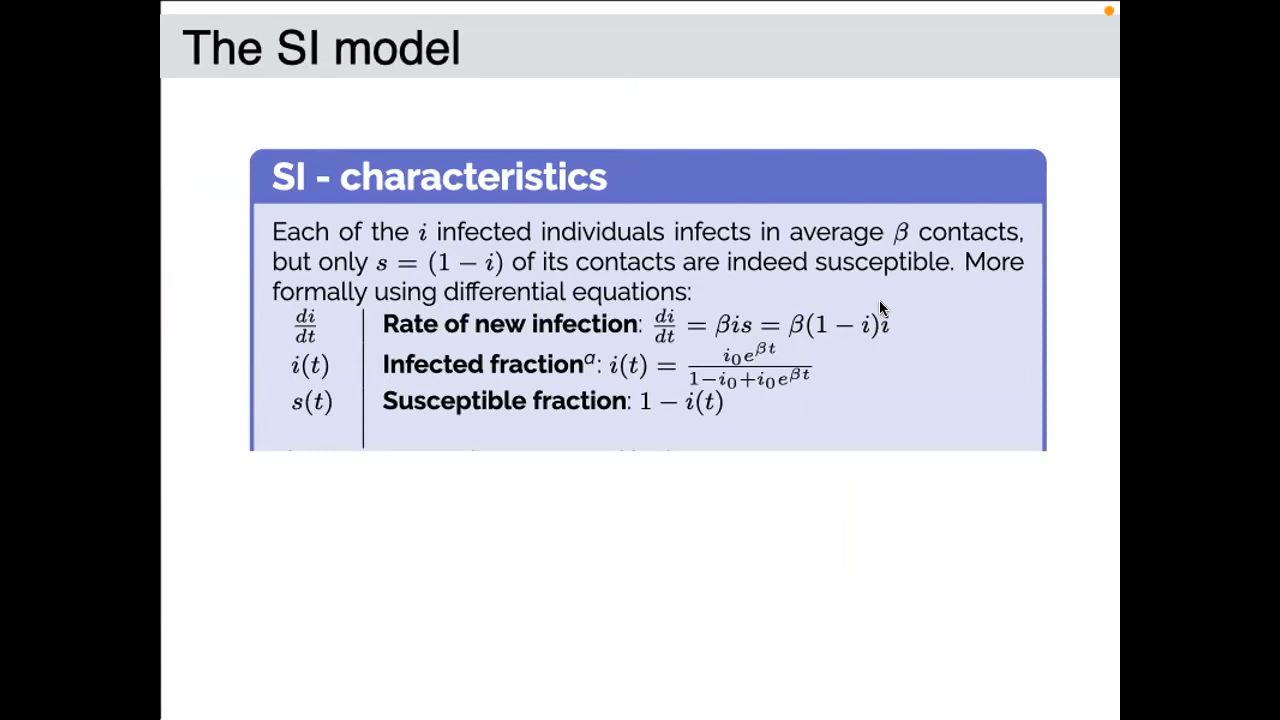 The SI model
SI - characteristics
Each of the i infected individuals infects in average β contacts,
but only s = (1 − i) of its contacts are indeed susceptible. More
formally using differential equations:
di/dt | Rate of new infection: di/dt = βis = β(1 − i)i
i(t) | Infected fraction^a: i(t) = i₀e^{βt}/(1−i₀+i₀e^{βt})
s(t) | Susceptible fraction: 1 − i(t)